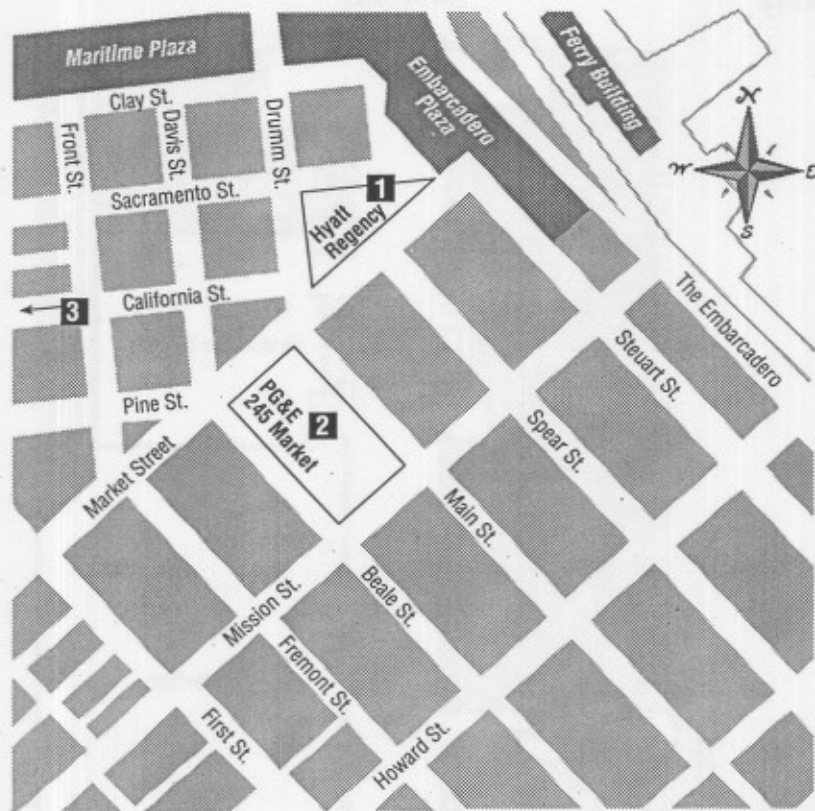 Maritime Plaza
Clay St.
Front St.
Davis St.
Drumm St.
Embarcadero
Plaza
Ferry Building
N
W
E
S
Sacramento St.
1
Hyatt
Regency
California St.
3
The Embarcadero
Steuart St.
Pine St.
PG&E
245 Market
2
Spear St.
Market Street
Main St.
Mission St.
Beale St.
Fremont St.
First St.
Howard St.